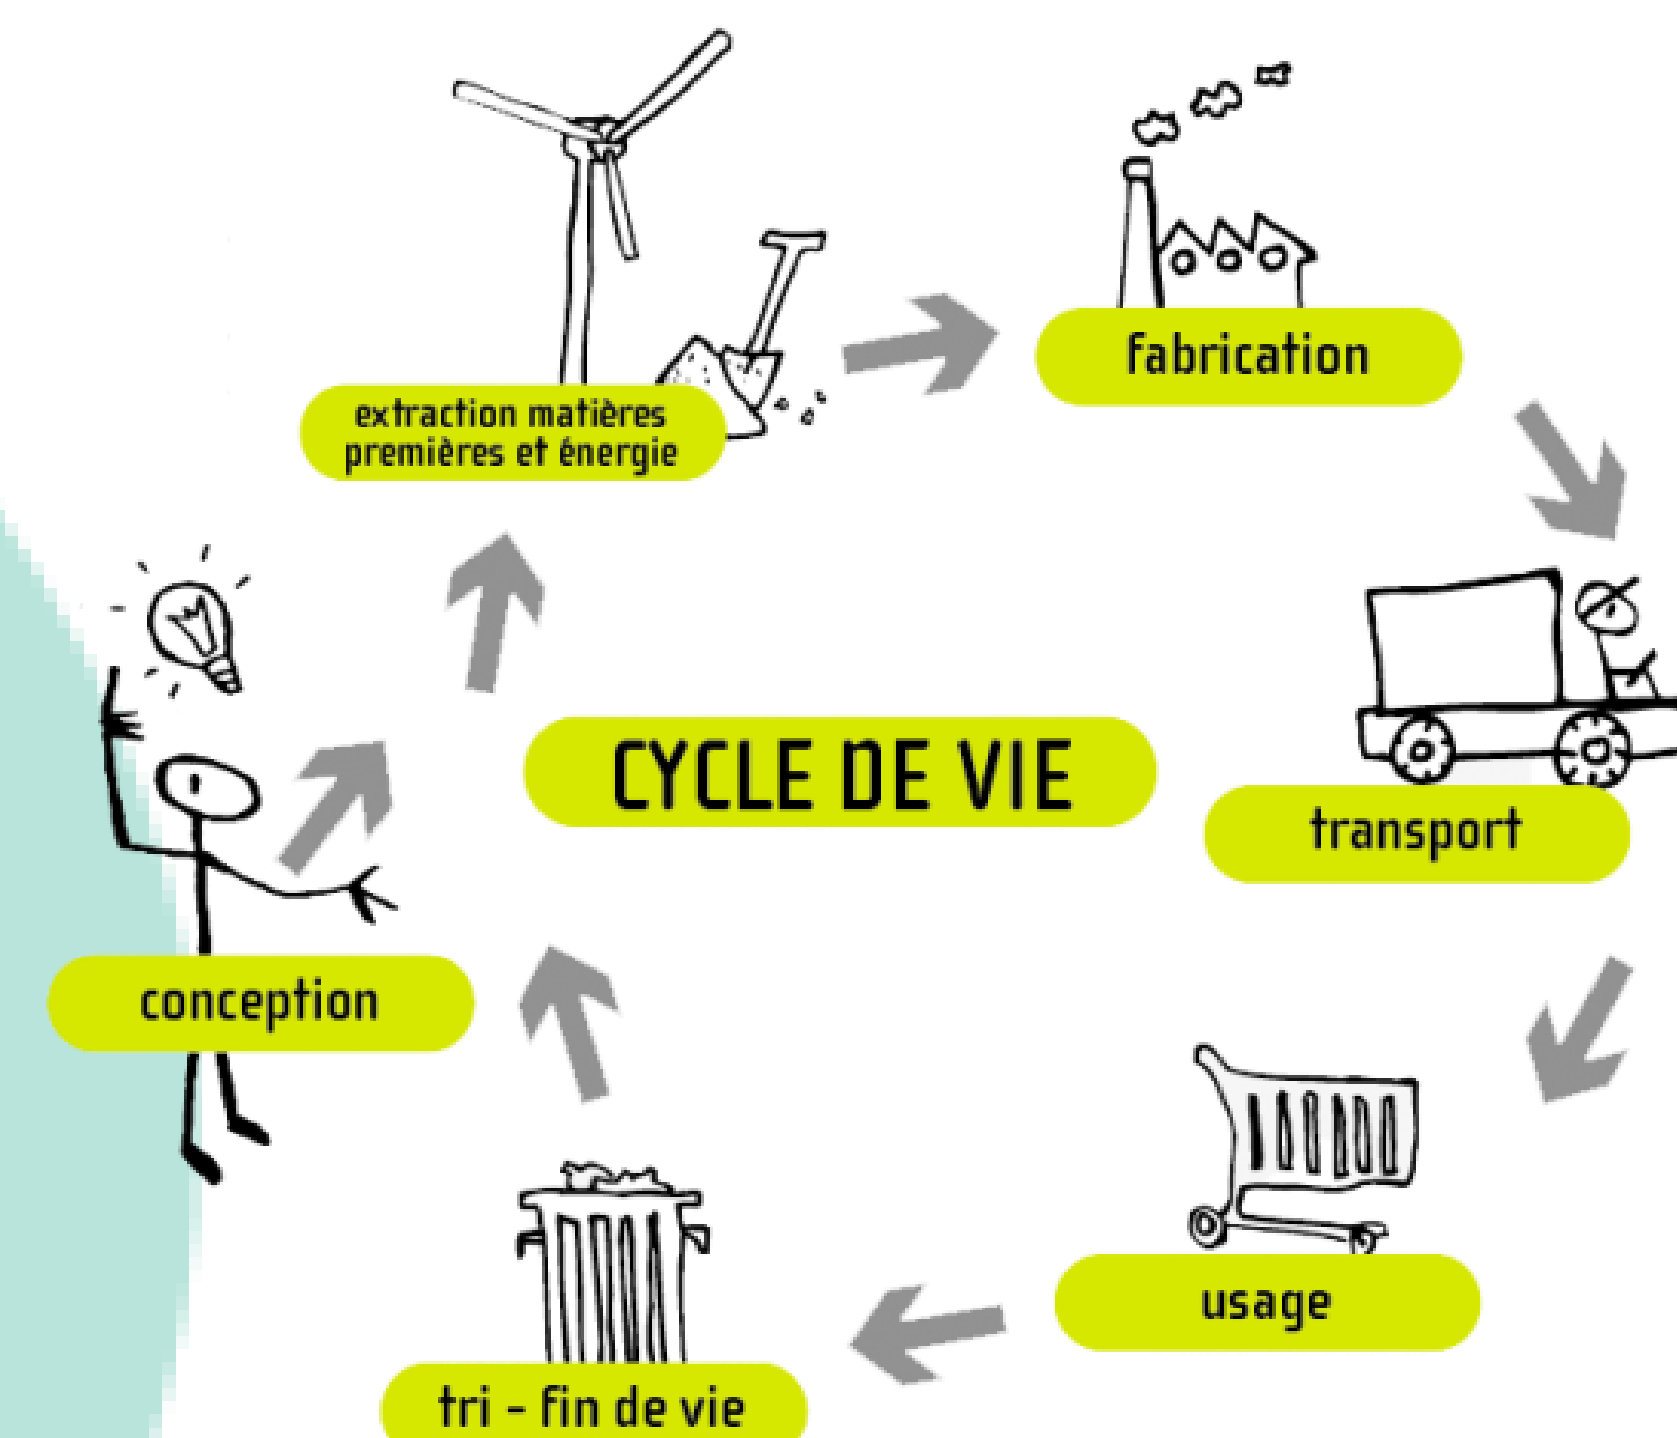 extraction matières
premières et énergie
fabrication
CYCLE DE VIE
transport
conception
usage
tri - fin de vie